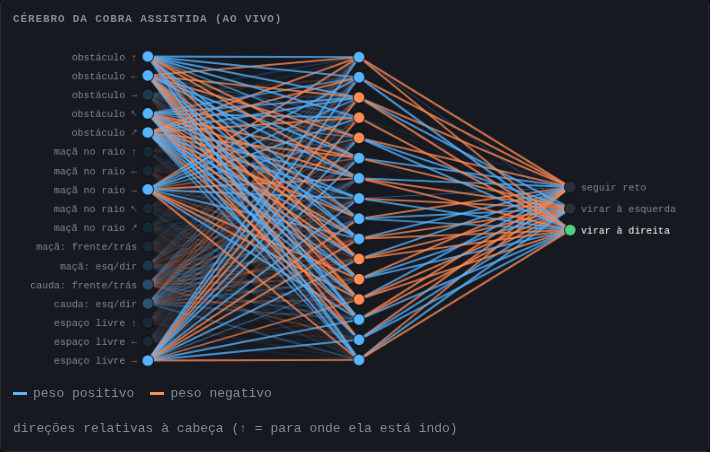 CÉREBRO DA COBRA ASSISTIDA (AO VIVO)
obstáculo ↑
obstáculo ←
obstáculo →
obstáculo ↖
obstáculo ↗
maçã no raio ↑
maçã no raio ←
maçã no raio →
maçã no raio ↖
maçã no raio ↗
maçã: frente/trás
maçã: esq/dir
cauda: frente/trás
cauda: esq/dir
espaço livre ↑
espaço livre ←
espaço livre →
seguir reto
virar à esquerda
virar à direita
peso positivo
peso negativo
direções relativas à cabeça (↑ = para onde ela está indo)